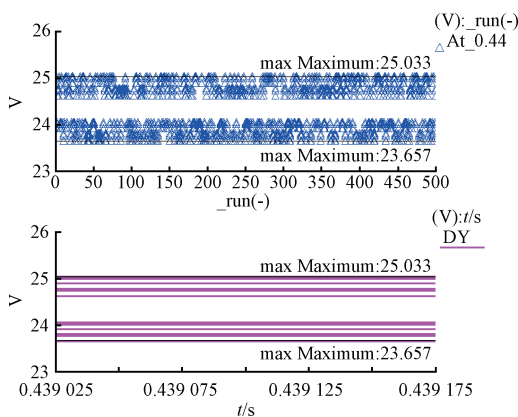 (V):_run(-)
△ At_0.44
26
25
24
23
V
max Maximum:25.033
max Maximum:23.657
0 50 100 150 200 250 300 350 400 450 500
_run(-)
(V):t/s
DY
26
25
24
23
V
max Maximum:25.033
max Maximum:23.657
0.439 025 0.439 075 0.439 125 0.439 175
t/s